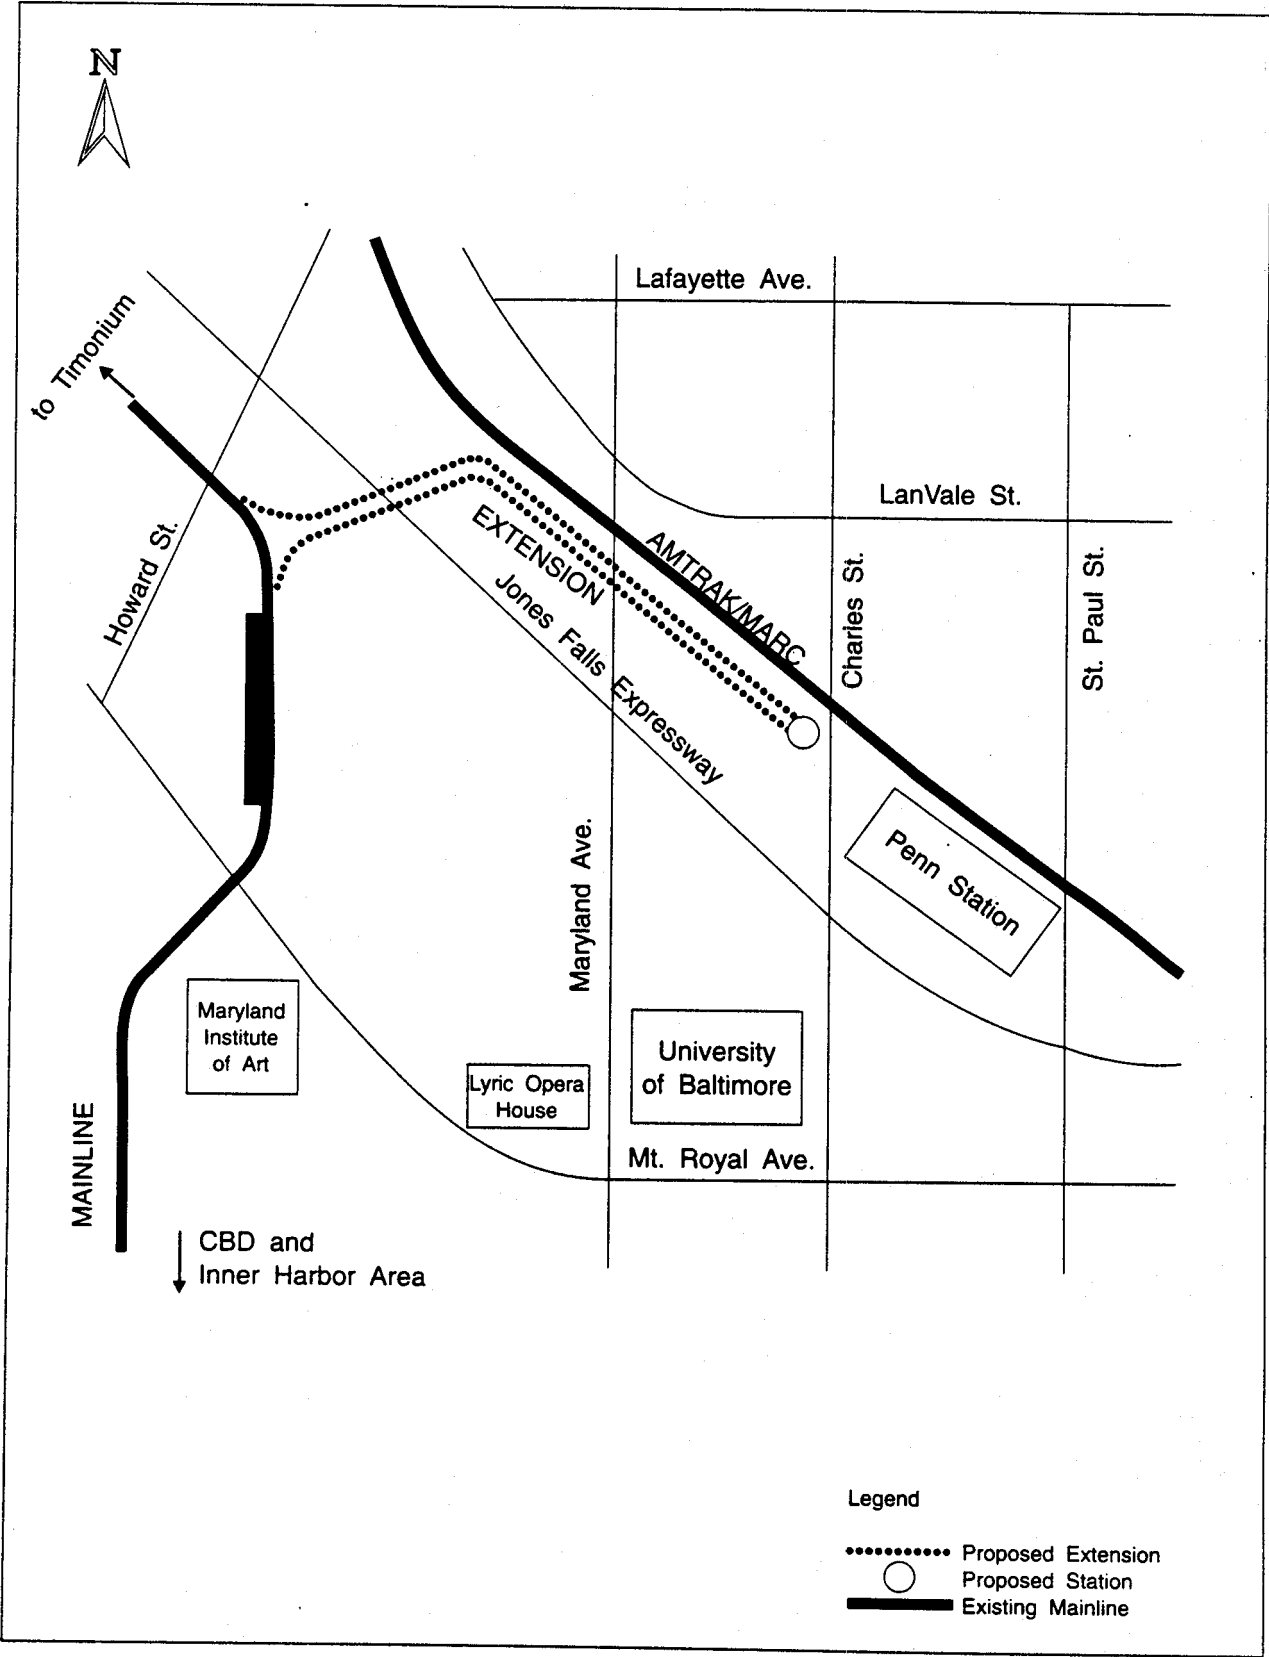 N
Lafayette Ave.
to Timonium
LanVale St.
Howard St.
EXTENSION
AMTRAK/MARC
Jones Falls Expressway
Charles St.
St. Paul St.
Penn Station
Maryland Ave.
Maryland
Institute
of Art
Lyric Opera
House
University
of Baltimore
Mt. Royal Ave.
MAINLINE
CBD and
Inner Harbor Area
Legend
Proposed Extension
Proposed Station
Existing Mainline